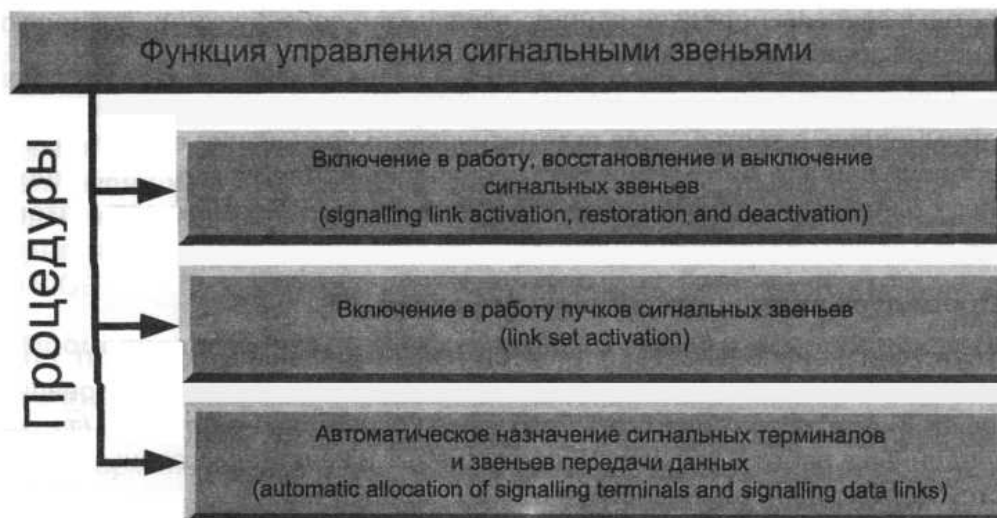 Функция управления сигнальными звеньями
Процедуры
Включение в работу, восстановление и выключение
сигнальных звеньев
(signalling link activation, restoration and deactivation)
Включение в работу пучков сигнальных звеньев
(link set activation)
Автоматическое назначение сигнальных терминалов
и звеньев передачи данных
(automatic allocation of signalling terminals and signalling data links)